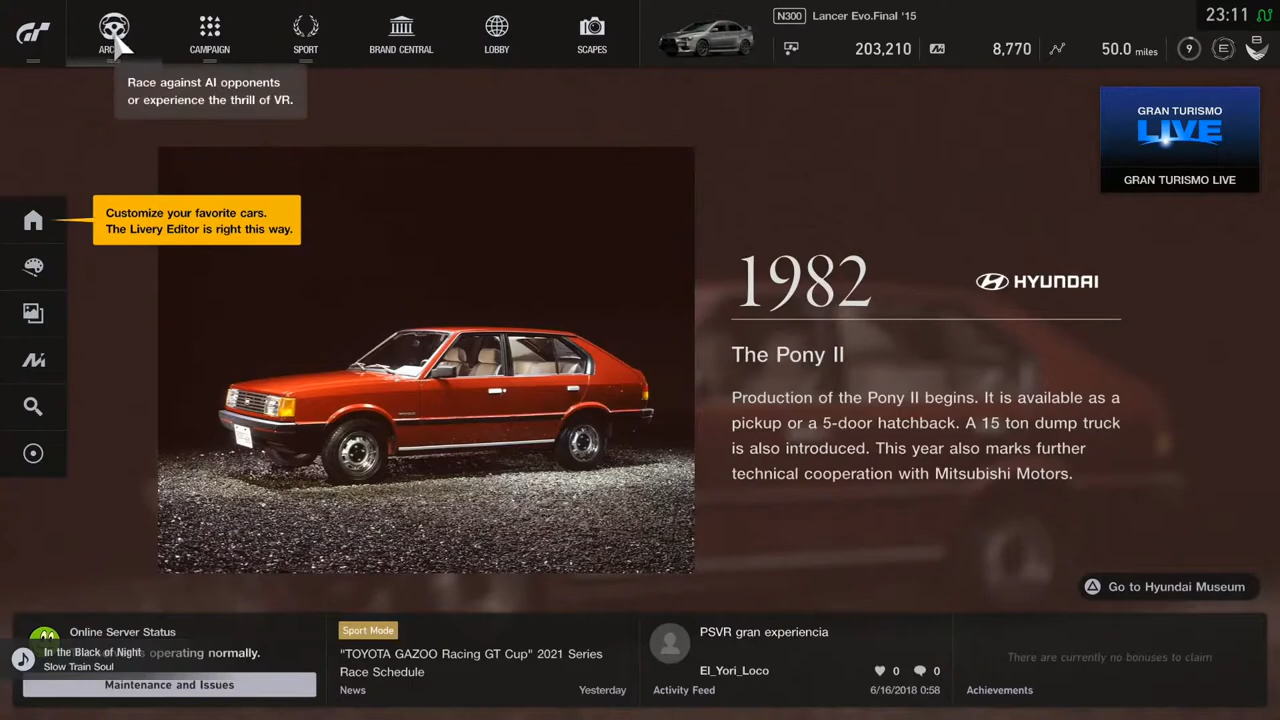 ARC
CAMPAIGN
SPORT
BRAND CENTRAL
LOBBY
SCAPES
N300 Lancer Evo.Final '15
203,210
8,770
50.0 miles
9
E
23:11
Race against AI opponents
or experience the thrill of VR.
GRAN TURISMO
LIVE
GRAN TURISMO LIVE
Customize your favorite cars.
The Livery Editor is right this way.
1982
HYUNDAI
The Pony II
Production of the Pony II begins. It is available as a
pickup or a 5-door hatchback. A 15 ton dump truck
is also introduced. This year also marks further
technical cooperation with Mitsubishi Motors.
Go to Hyundai Museum
Online Server Status
operating normally.
In the Black of Night
Slow Train Soul
Maintenance and Issues
Sport Mode
"TOYOTA GAZOO Racing GT Cup" 2021 Series
Race Schedule
News
Yesterday
PSVR gran experiencia
El_Yori_Loco
0
0
Activity Feed
6/16/2018 0:58
There are currently no bonuses to claim
Achievements